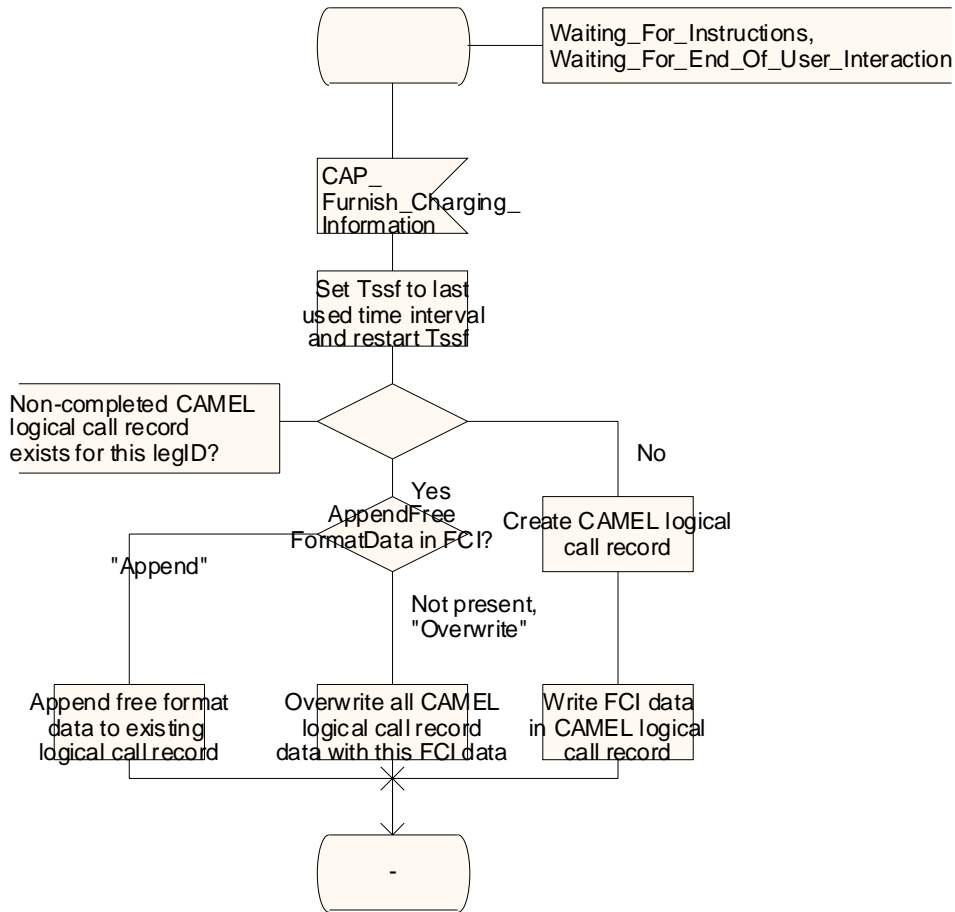 Waiting_For_Instructions,
Waiting_For_End_Of_User_Interaction
CAP_
Furnish_Charging_
Information
Set Tssf to last
used time interval
and restart Tssf
Non-completed CAMEL
logical call record
exists for this legID?
No
Yes
AppendFree
FormatData in FCI?
Create CAMEL logical
call record
"Append"
Not present,
"Overwrite"
Append free format
data to existing
logical call record
Overwrite all CAMEL
logical call record
data with this FCI data
Write FCI data
in CAMEL logical
call record
-